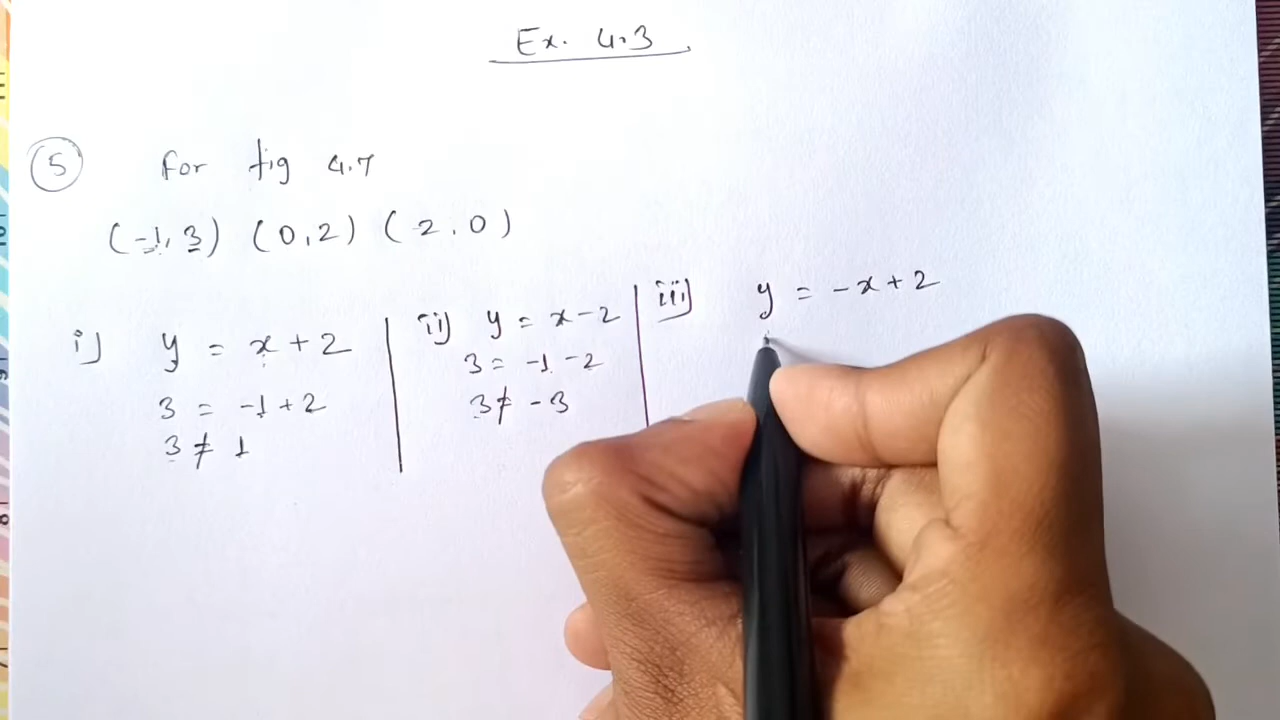 Ex. 4.3
5 For fig 4.7
(-1, 3) (0, 2) (2, 0)
i) y = x + 2
3 = -1 + 2
3 ≠ 1
ii) y = x - 2
3 = -1 - 2
3 ≠ -3
iii) y = -x + 2